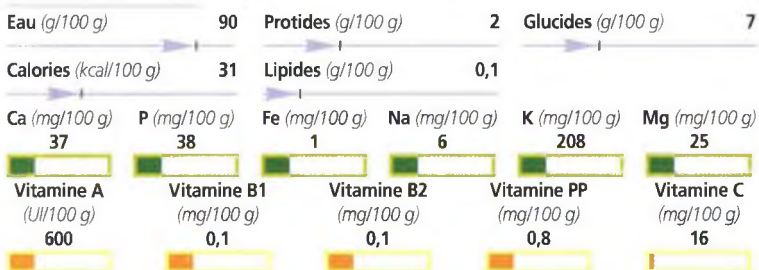 Eau (g/100 g) 90 Protides (g/100 g) 2 Glucides (g/100 g) 7
Calories (kcal/100 g) 31 Lipides (g/100 g) 0,1
Ca (mg/100 g) P (mg/100 g) Fe (mg/100 g) Na (mg/100 g) K (mg/100 g) Mg (mg/100 g)
37 38 1 6 208 25
Vitamine A Vitamine B1 Vitamine B2 Vitamine PP Vitamine C
(UI/100 g) (mg/100 g) (mg/100 g) (mg/100 g) (mg/100 g)
600 0,1 0,1 0,8 16